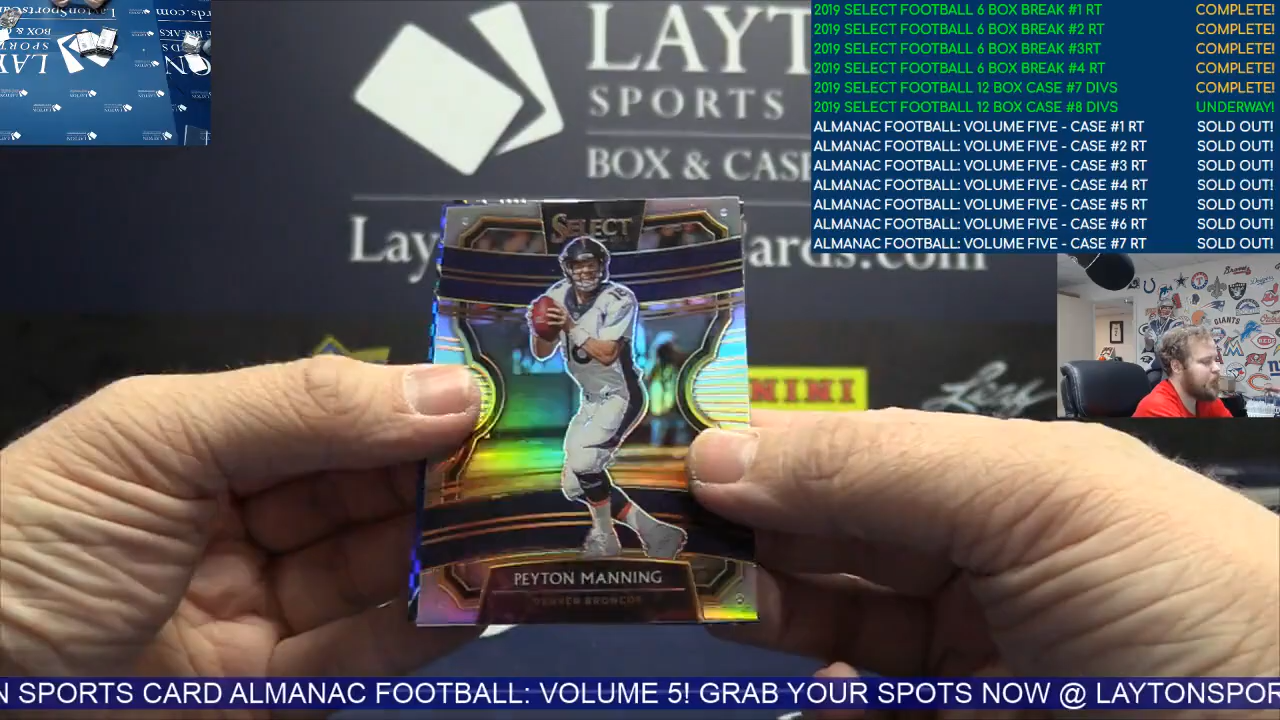 2019 SELECT FOOTBALL 6 BOX BREAK #1 RT COMPLETE!
2019 SELECT FOOTBALL 6 BOX BREAK #2 RT COMPLETE!
2019 SELECT FOOTBALL 6 BOX BREAK #3RT COMPLETE!
2019 SELECT FOOTBALL 6 BOX BREAK #4 RT COMPLETE!
2019 SELECT FOOTBALL 12 BOX CASE #7 DIVS COMPLETE!
2019 SELECT FOOTBALL 12 BOX CASE #8 DIVS UNDERWAY!
ALMANAC FOOTBALL: VOLUME FIVE - CASE #1 RT SOLD OUT!
ALMANAC FOOTBALL: VOLUME FIVE - CASE #2 RT SOLD OUT!
ALMANAC FOOTBALL: VOLUME FIVE - CASE #3 RT SOLD OUT!
ALMANAC FOOTBALL: VOLUME FIVE - CASE #4 RT SOLD OUT!
ALMANAC FOOTBALL: VOLUME FIVE - CASE #5 RT SOLD OUT!
ALMANAC FOOTBALL: VOLUME FIVE - CASE #6 RT SOLD OUT!
ALMANAC FOOTBALL: VOLUME FIVE - CASE #7 RT SOLD OUT!
LAYT
SPORTS
BOX & CASE
Lay ards.com
SELECT
PANINI
Leaf
GIANTS
PEYTON MANNING
DENVER BRONCOS
N SPORTS CARD ALMANAC FOOTBALL: VOLUME 5! GRAB YOUR SPOTS NOW @ LAYTONSPOR